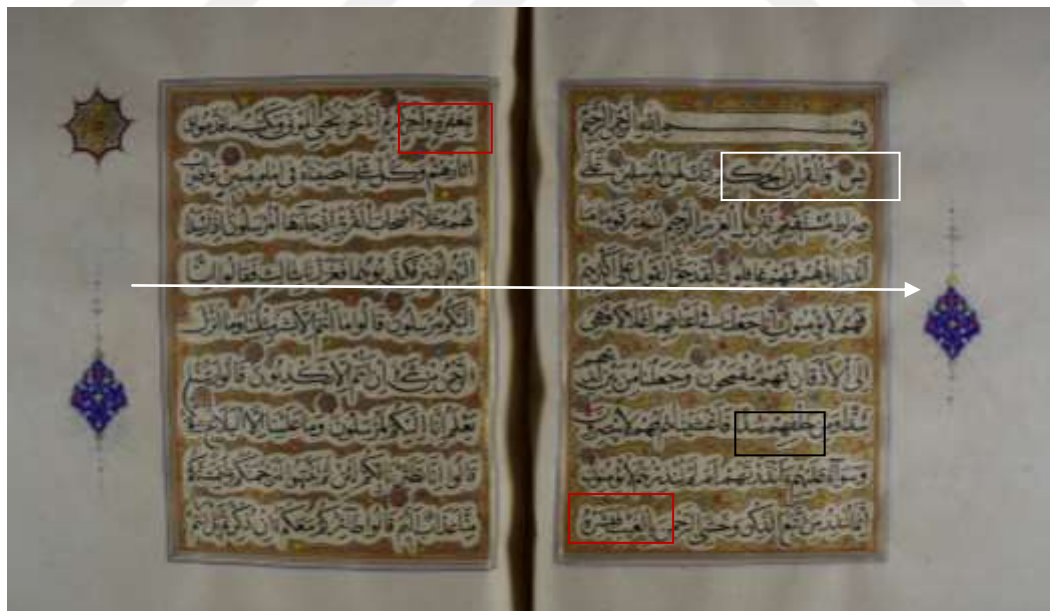 بسم الله الرحمن الرحيم
يس والقران الحكيم انك لمن المرسلين على
صراط مستقيم تنزيل العزيز الرحيم لتنذر قوما ما
انذر اباؤهم فهم غافلون لقد حق القول على اكثرهم
فهم لا يؤمنون انا جعلنا في اعناقهم اغلالا فهي
الى الاذقان فهم مقمحون وجعلنا من بين ايديهم
سدا ومن خلفهم سدا فاغشيناهم فهم لا يبصرون
وسواء عليهم ءانذرتهم ام لم تنذرهم لا يؤمنون
انما تنذر من اتبع الذكر وخشي الرحمن بالغيب فبشره
بمغفرة واجر كريم انا نحن نحيي الموتى ونكتب ما قدموا و
اثارهم وكل شيء احصيناه في امام مبين واضرب
لهم مثلا اصحاب القرية اذ جاءها المرسلون اذ ارسلنا
اليهم اثنين فكذبوهما فعززنا بثالث فقالوا انا
اليكم مرسلون قالوا ما انتم الا بشر مثلنا وما انزل
الرحمن من شيء ان انتم الا تكذبون قالوا ربنا
يعلم انا اليكم لمرسلون وما علينا الا البلاغ المبين
قالوا انا تطيرنا بكم لئن لم تنتهوا لنرجمنكم وليمسنكم
منا عذاب اليم قالوا طائركم معكم ائن ذكرتم بل انتم